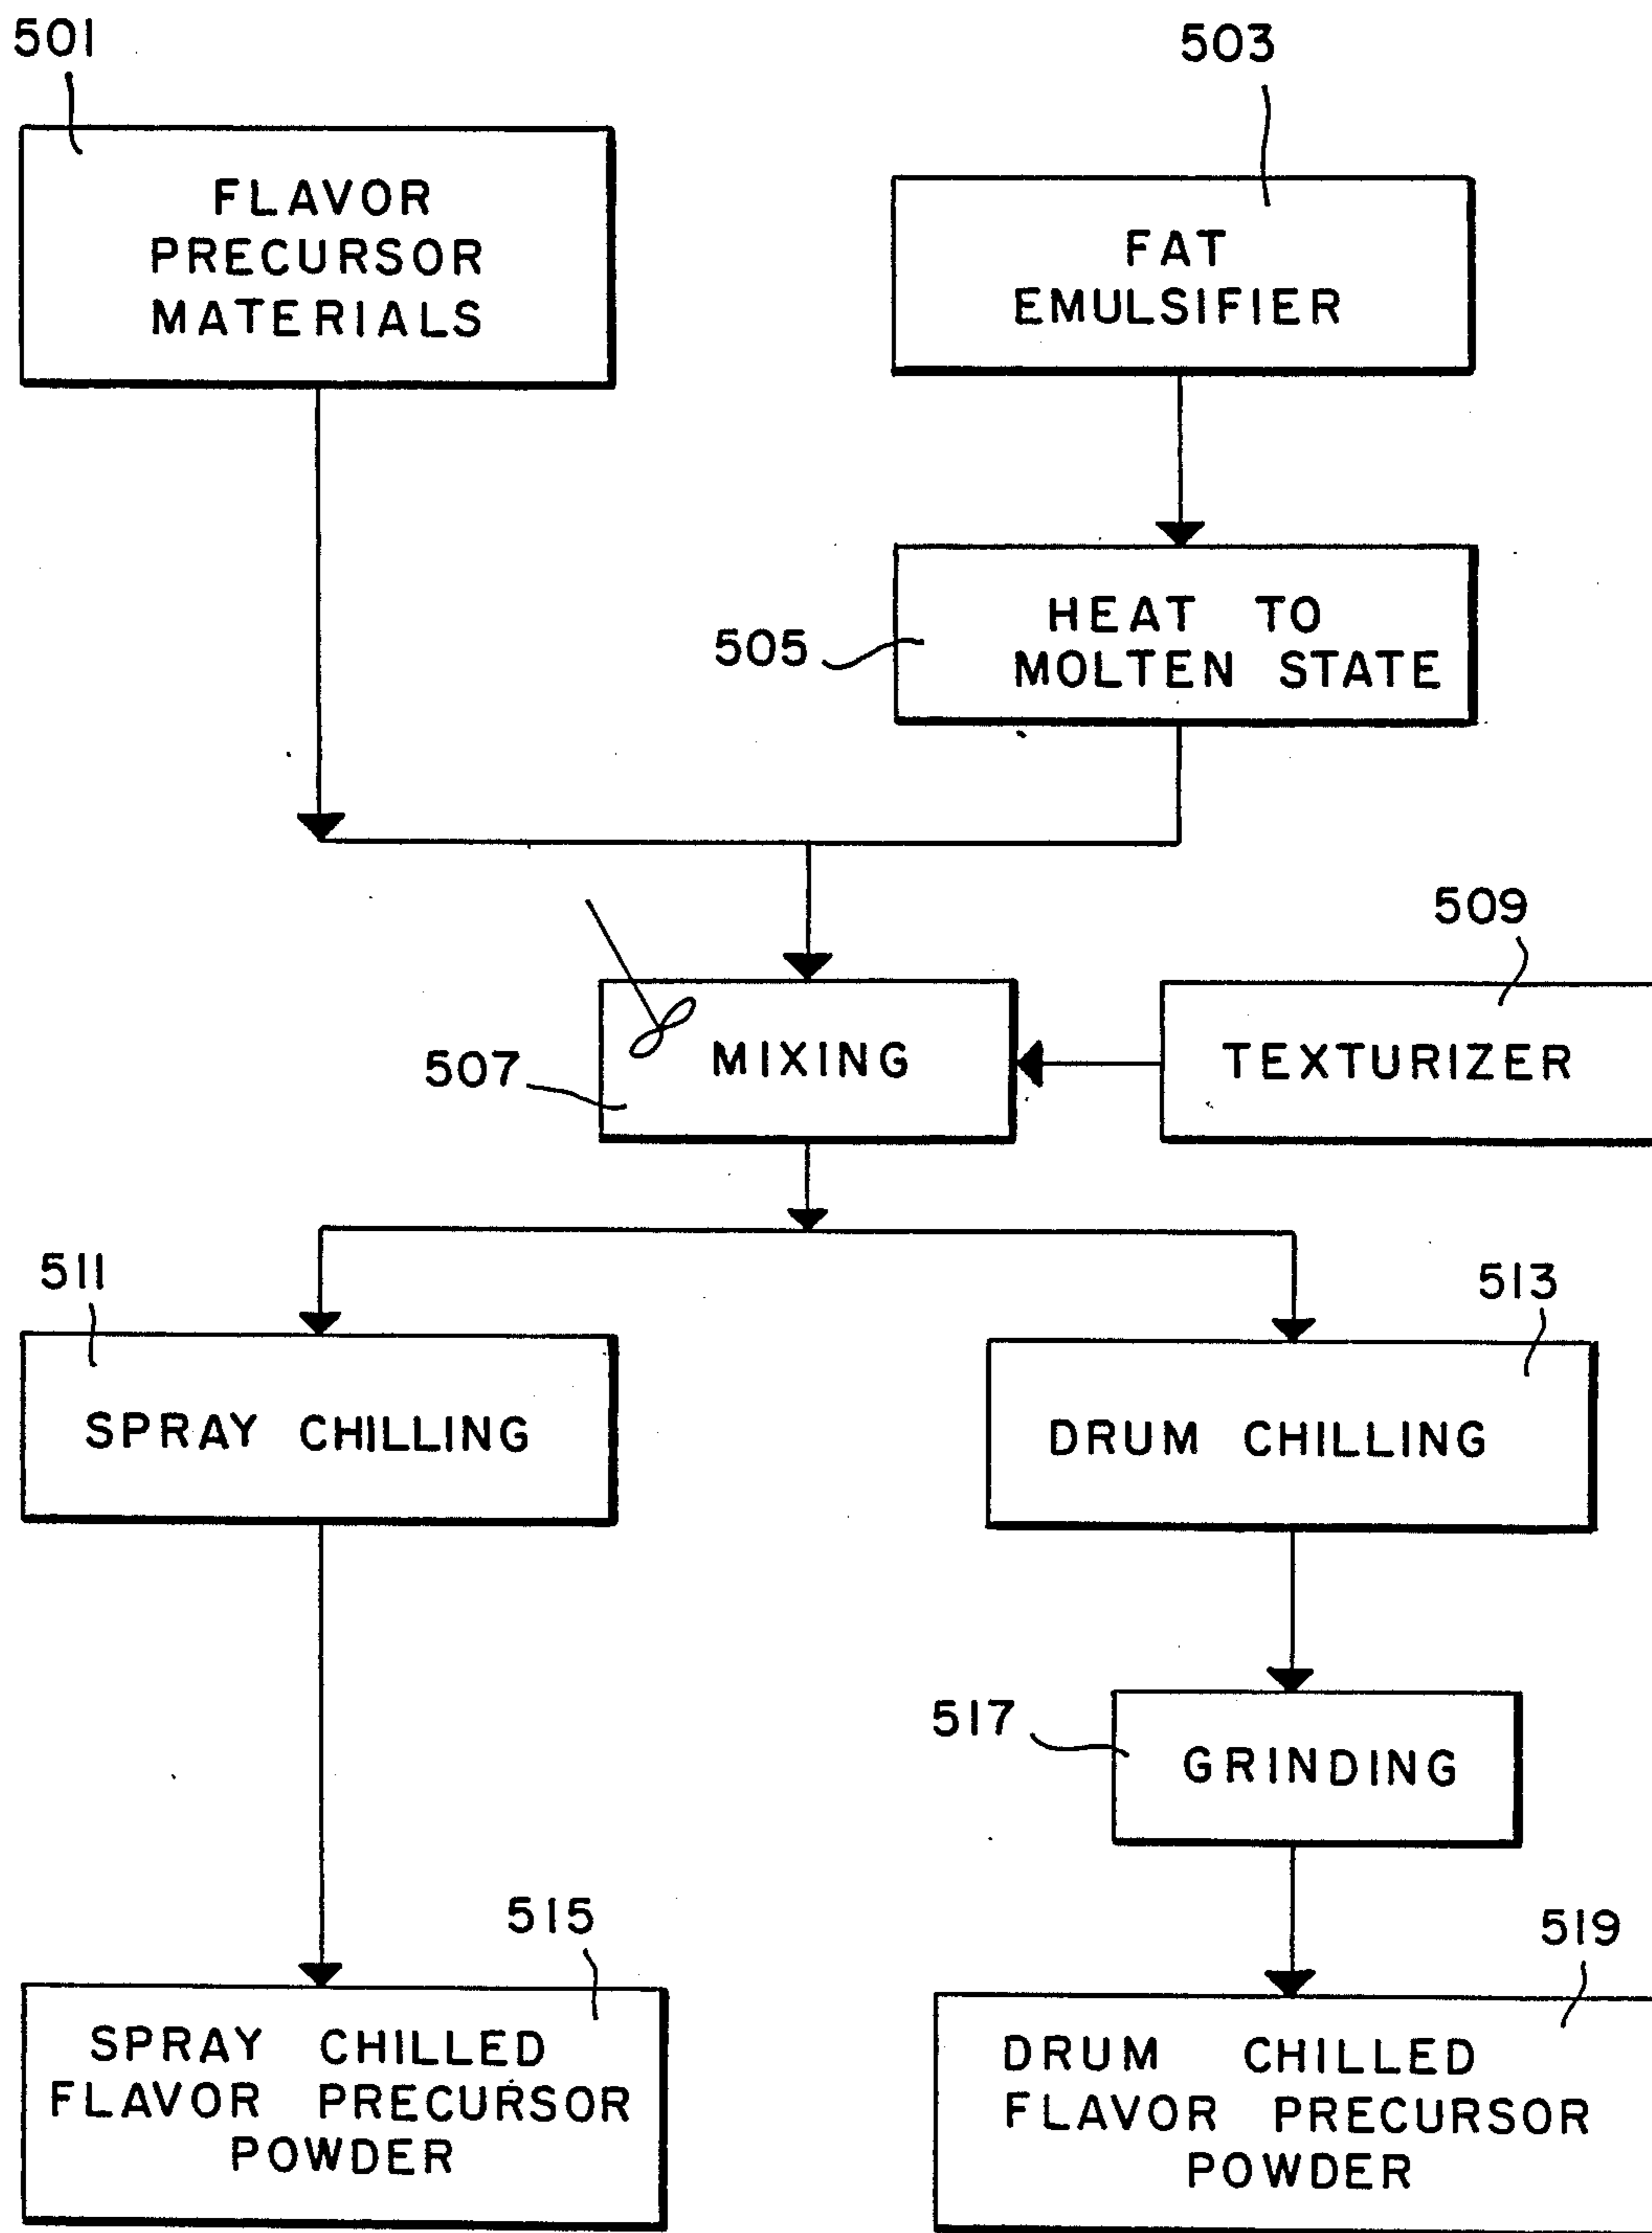 501
503
FLAVOR
PRECURSOR
MATERIALS
FAT
EMULSIFIER
505
HEAT TO
MOLTEN STATE
509
507
MIXING
TEXTURIZER
511
513
SPRAY CHILLING
DRUM CHILLING
517
GRINDING
515
519
SPRAY CHILLED
FLAVOR PRECURSOR
POWDER
DRUM CHILLED
FLAVOR PRECURSOR
POWDER